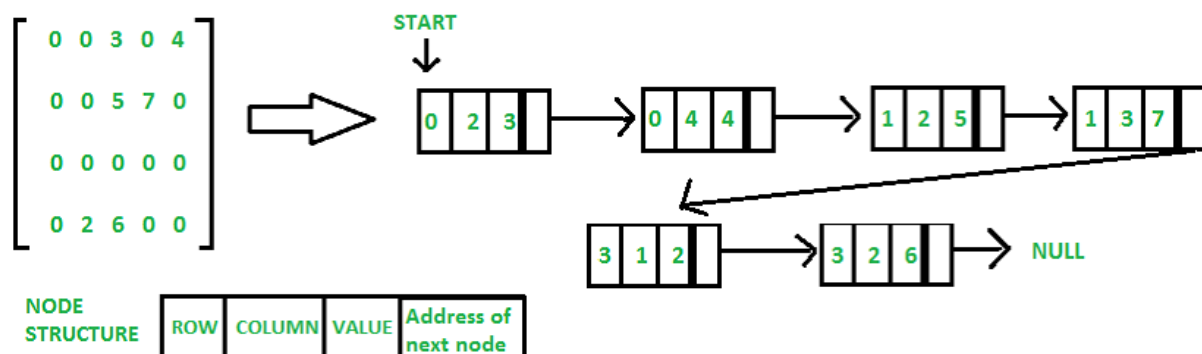 START
0 0 3 0 4
0 0 5 7 0
0 0 0 0 0
0 2 6 0 0
0 2 3
0 4 4
1 2 5
1 3 7
3 1 2
3 2 6
NULL
NODE
STRUCTURE
ROW
COLUMN
VALUE
Address of
next node